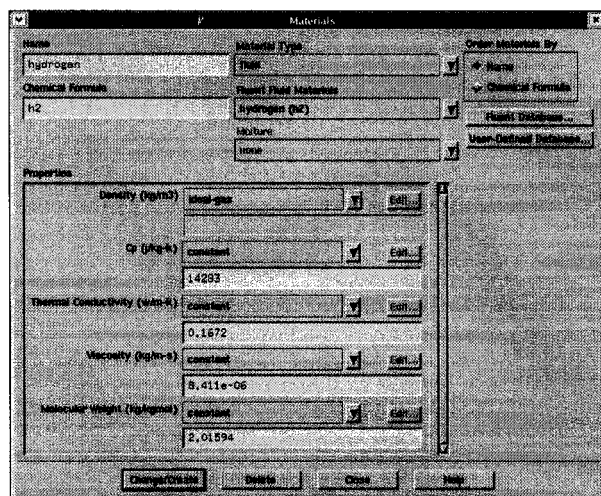 Materials
Name
hydrogen
Material Type
fluid
Order Materials By
Name
Chemical Formula
Chemical Formula
h2
Fluent Fluid Materials
hydrogen (h2)
Fluent Database...
User-Defined Database...
Mixture
none
Properties
Density (kg/m3)
ideal-gas
Edit...
Cp (j/kg-k)
constant
Edit...
14283
Thermal Conductivity (w/m-k)
constant
Edit...
0.1672
Viscosity (kg/m-s)
constant
Edit...
8.411e-06
Molecular Weight (kg/kgmol)
constant
Edit...
2.01594
Change/Create
Delete
Close
Help